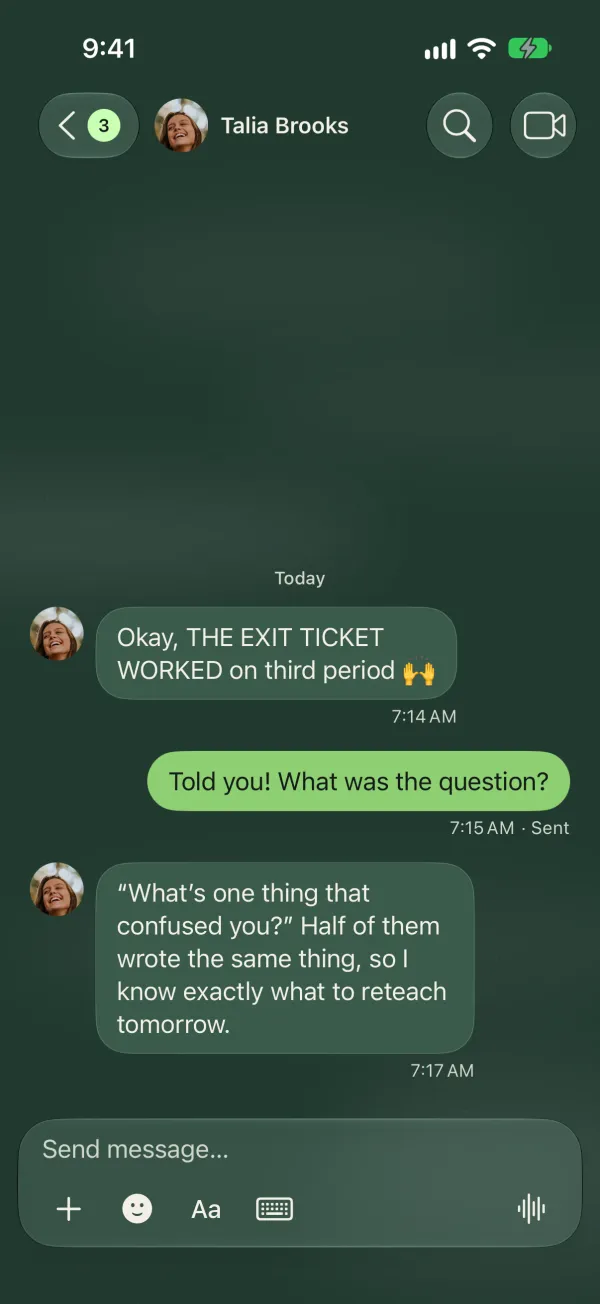 9:41
3
Talia Brooks
Today
Okay, THE EXIT TICKET
WORKED on third period 🙌
7:14 AM
Told you! What was the question?
7:15 AM · Sent
“What’s one thing that
confused you?” Half of them
wrote the same thing, so I
know exactly what to reteach
tomorrow.
7:17 AM
Send message...
Aa